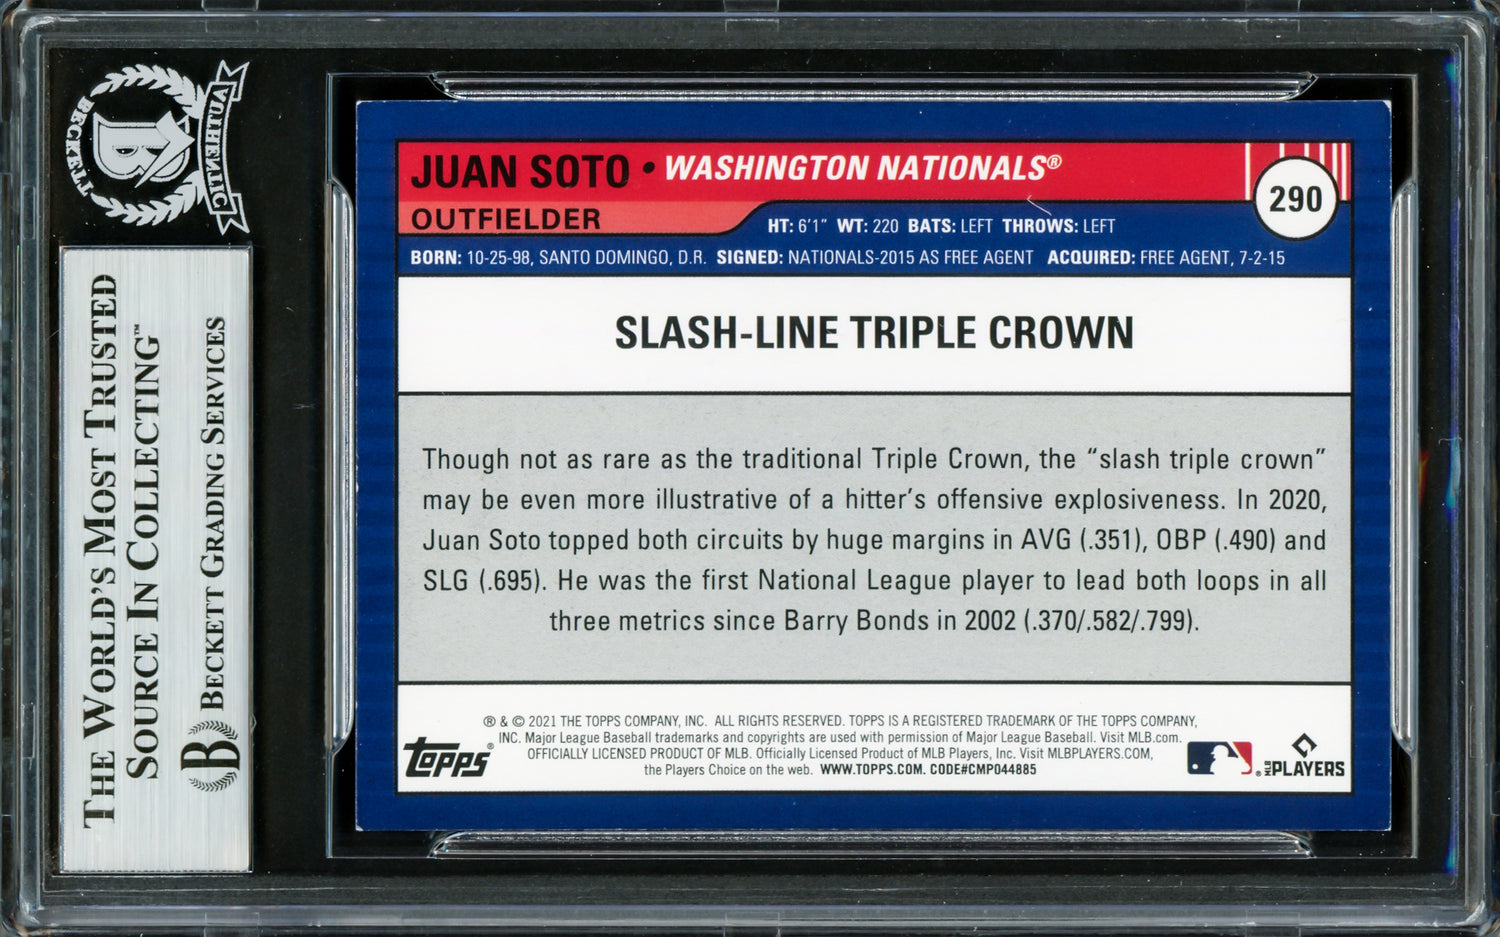 BECKETT
AUTHENTIC
B
THE WORLD'S MOST TRUSTED
SOURCE IN COLLECTING™
B BECKETT GRADING SERVICES
JUAN SOTO • WASHINGTON NATIONALS®
290
OUTFIELDER
HT: 6'1" WT: 220 BATS: LEFT THROWS: LEFT
BORN: 10-25-98, SANTO DOMINGO, D.R. SIGNED: NATIONALS-2015 AS FREE AGENT ACQUIRED: FREE AGENT, 7-2-15
SLASH-LINE TRIPLE CROWN
Though not as rare as the traditional Triple Crown, the “slash triple crown”
may be even more illustrative of a hitter's offensive explosiveness. In 2020,
Juan Soto topped both circuits by huge margins in AVG (.351), OBP (.490) and
SLG (.695). He was the first National League player to lead both loops in all
three metrics since Barry Bonds in 2002 (.370/.582/.799).
® & © 2021 THE TOPPS COMPANY, INC. ALL RIGHTS RESERVED. TOPPS IS A REGISTERED TRADEMARK OF THE TOPPS COMPANY,
INC. Major League Baseball trademarks and copyrights are used with permission of Major League Baseball. Visit MLB.com.
OFFICIALLY LICENSED PRODUCT OF MLB. Officially Licensed Product of MLB Players, Inc. Visit MLBPLAYERS.COM,
the Players Choice on the web. WWW.TOPPS.COM. CODE#CMP044885
topps®
® MLB PLAYERS